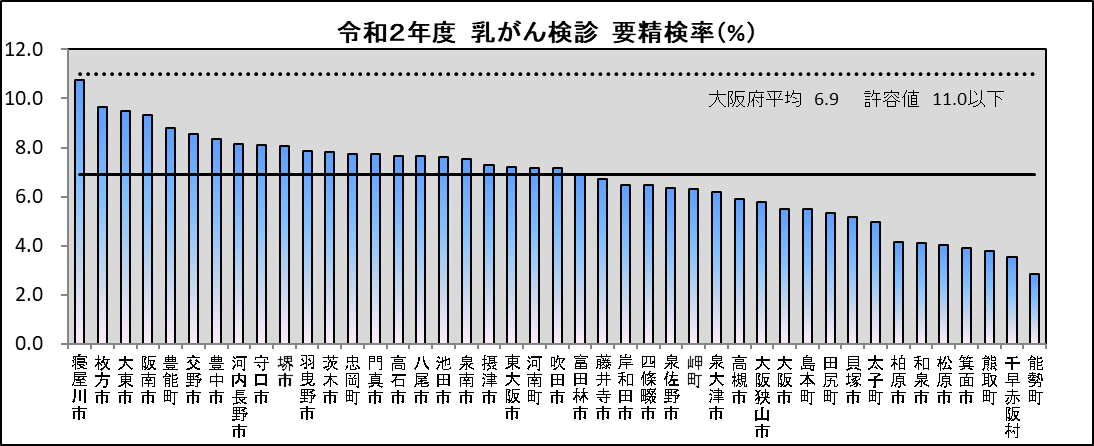 令和２年度 乳がん検診 要精検率(%)
12.0
10.0
8.0
6.0
4.0
2.0
0.0
大阪府平均 6.9 許容値 11.0以下
寝屋川市
枚方市
大東市
阪南市
豊能町
交野市
豊中市
河内長野市
守口市
堺市
羽曳野市
茨木市
忠岡町
門真市
高石市
八尾市
池田市
泉南市
摂津市
東大阪市
河南町
吹田市
富田林市
藤井寺市
岸和田市
四條畷市
泉佐野市
岬町
泉大津市
高槻市
大阪狭山市
大阪市
島本町
田尻町
貝塚市
太子町
柏原市
和泉市
松原市
箕面市
熊取町
千早赤阪村
能勢町